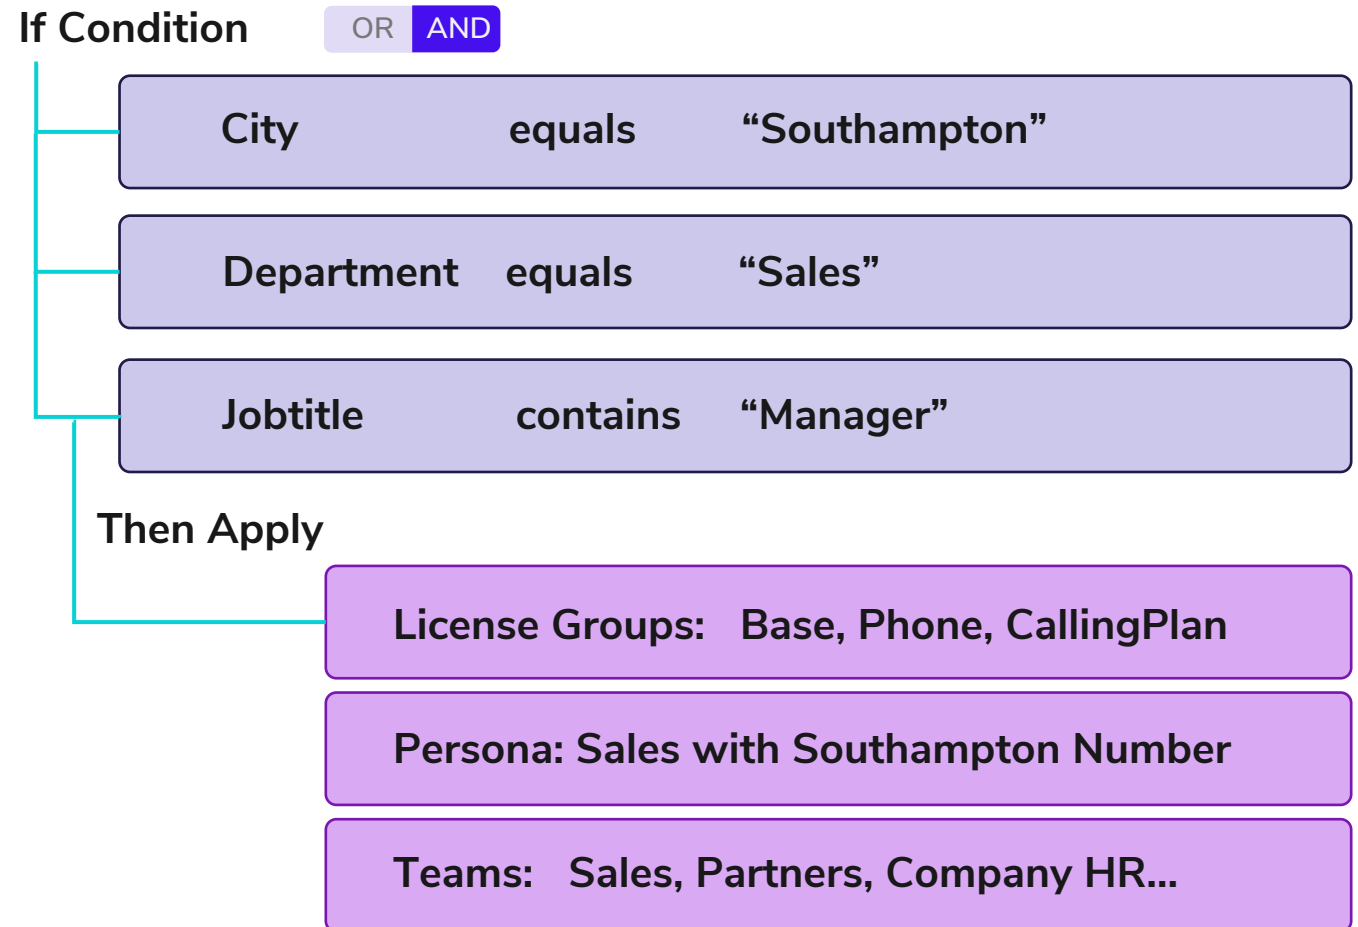 If Condition OR AND
City equals “Southampton”
Department equals “Sales”
Jobtitle contains “Manager”
Then Apply
License Groups: Base, Phone, CallingPlan
Persona: Sales with Southampton Number
Teams: Sales, Partners, Company HR...